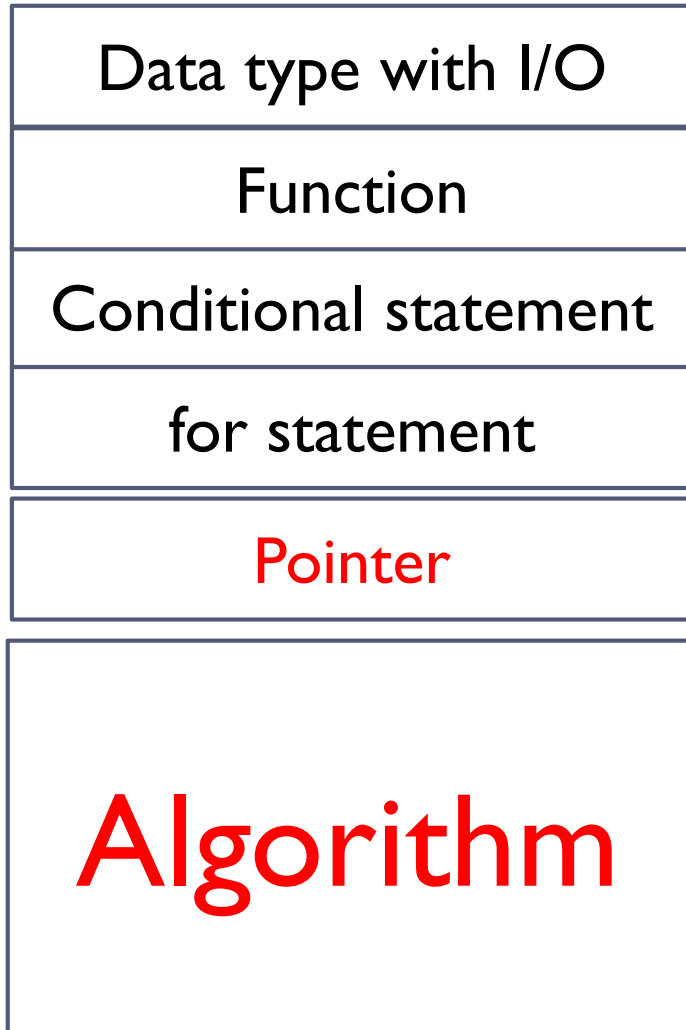 Data type with I/O
Function
Conditional statement
for statement
Pointer
Algorithm